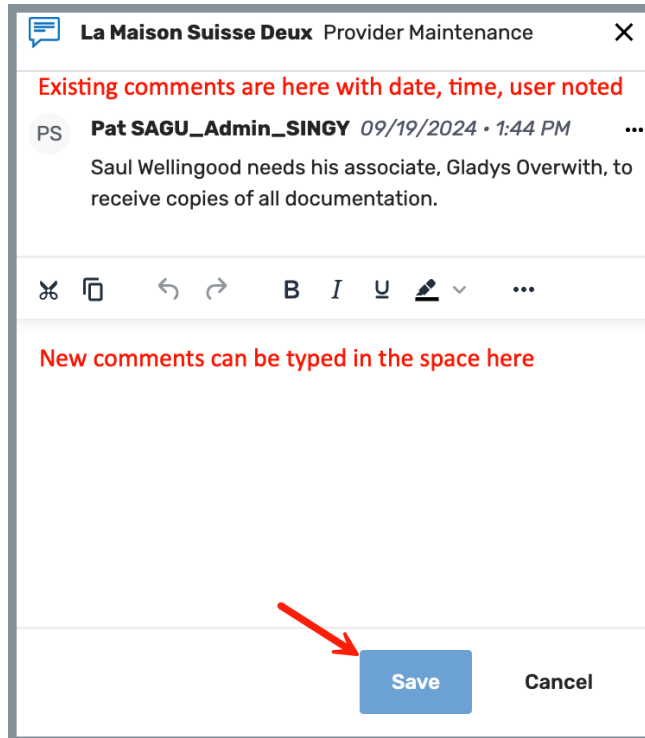 La Maison Suisse Deux Provider Maintenance
Existing comments are here with date, time, user noted
PS Pat SAGU_Admin_SINGY 09/19/2024 • 1:44 PM
Saul Wellingood needs his associate, Gladys Overwith, to
receive copies of all documentation.
B I U
New comments can be typed in the space here
Save Cancel